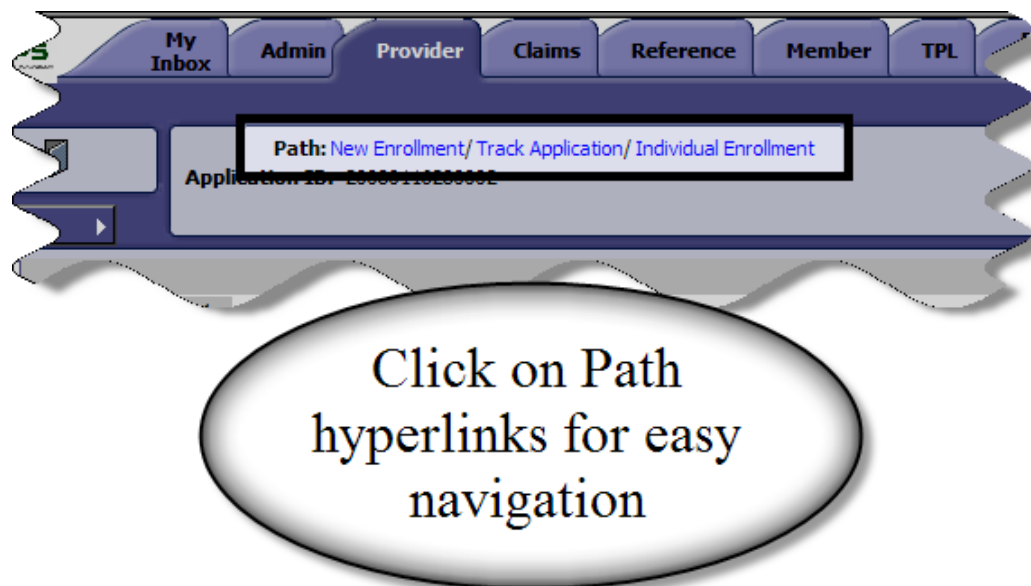 My Inbox Admin Provider Claims Reference Member TPL
Path: New Enrollment/ Track Application/ Individual Enrollment
Application ID:
Click on Path
hyperlinks for easy
navigation